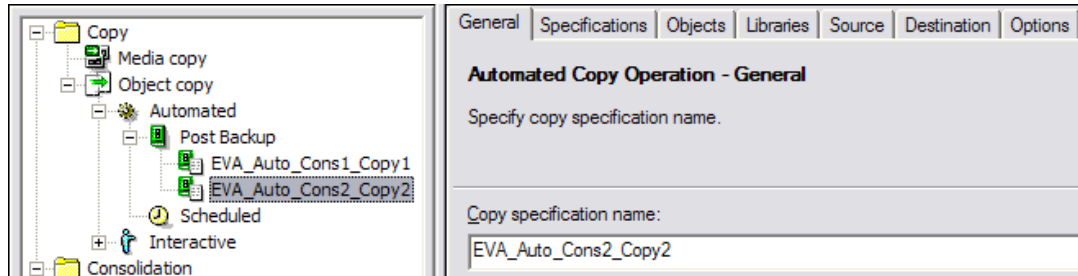 Copy
Media copy
Object copy
Automated
Post Backup
EVA_Auto_Cons1_Copy1
EVA_Auto_Cons2_Copy2
Scheduled
Interactive
Consolidation
General Specifications Objects Libraries Source Destination Options
Automated Copy Operation - General
Specify copy specification name.
Copy specification name:
EVA_Auto_Cons2_Copy2